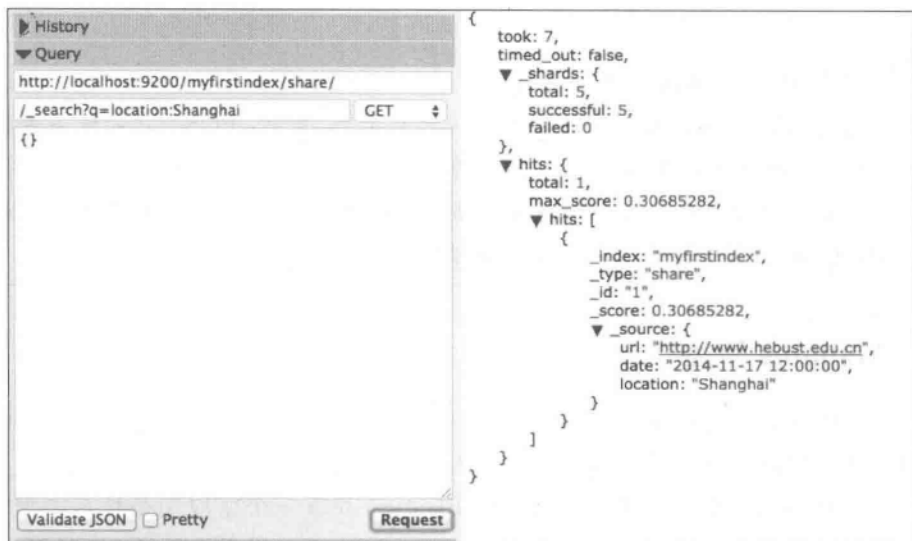 History
Query
http://localhost:9200/myfirstindex/share/
/_search?q=location:Shanghai GET
{}
Validate JSON Pretty Request
{
took: 7,
timed_out: false,
▼ _shards: {
total: 5,
successful: 5,
failed: 0
},
▼ hits: {
total: 1,
max_score: 0.30685282,
▼ hits: [
{
_index: "myfirstindex",
_type: "share",
_id: "1",
_score: 0.30685282,
▼ _source: {
url: "http://www.hebust.edu.cn",
date: "2014-11-17 12:00:00",
location: "Shanghai"
}
}
]
}
}